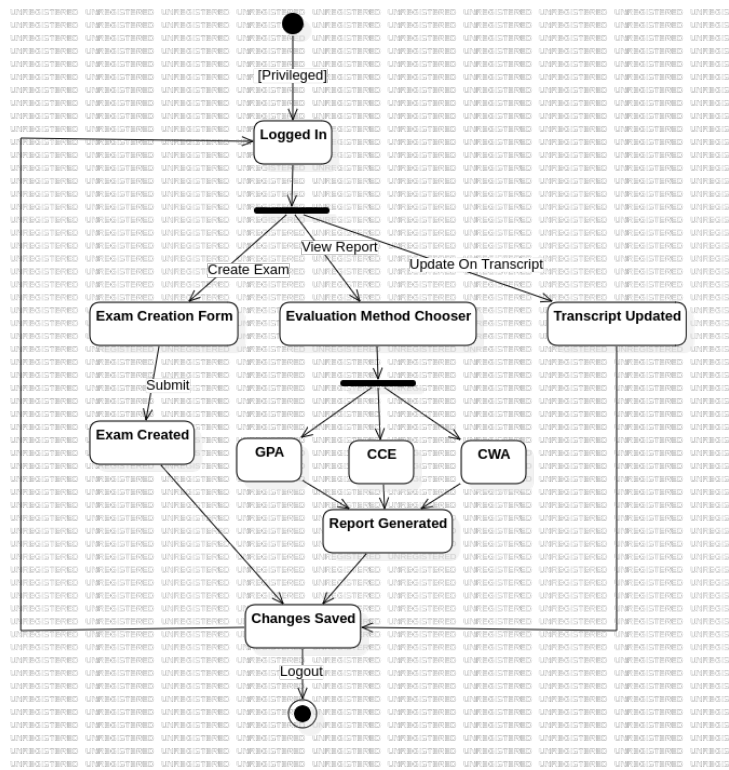 [Privileged]
Logged In
View Report
Create Exam
Update On Transcript
Exam Creation Form
Evaluation Method Chooser
Transcript Updated
Submit
Exam Created
GPA
CCE
CWA
Report Generated
Changes Saved
Logout
UNREGISTERED